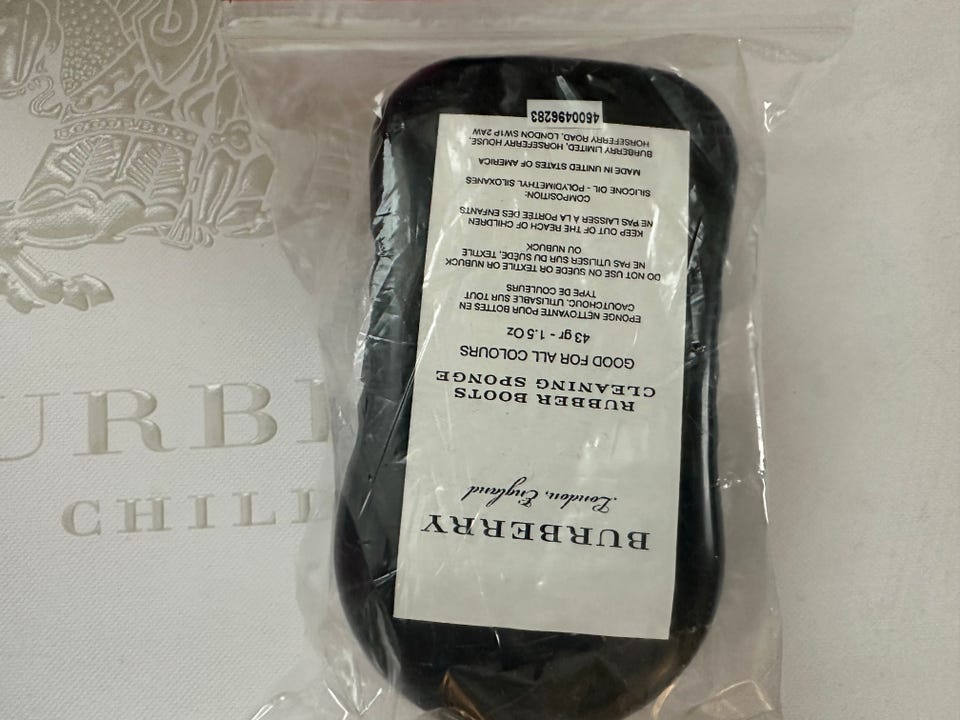 BURBERRY
London, England
RUBBER BOOTS
CLEANING SPONGE
GOOD FOR ALL COLOURS
43 gr - 1.5 Oz
EPONGE NETTOYANTE POUR BOTTES EN
CAOUTCHOUC, UTILISABLE SUR TOUT
TYPE DE COULEURS
DO NOT USE ON SUEDE OR TEXTILE OR NUBUCK
NE PAS UTILISER SUR DU SUÈDE, TEXTILE
OU NUBUCK
KEEP OUT OF THE REACH OF CHILDREN
NE PAS LAISSER À LA PORTÉE DES ENFANTS
COMPOSITION:
SILICONE OIL - POLYDIMETHYL SILOXANES
MADE IN UNITED STATES OF AMERICA
BURBERRY LIMITED, HORSEFERRY HOUSE,
HORSEFERRY ROAD, LONDON SW1P 2AW
4600496283
URBE
CHIL